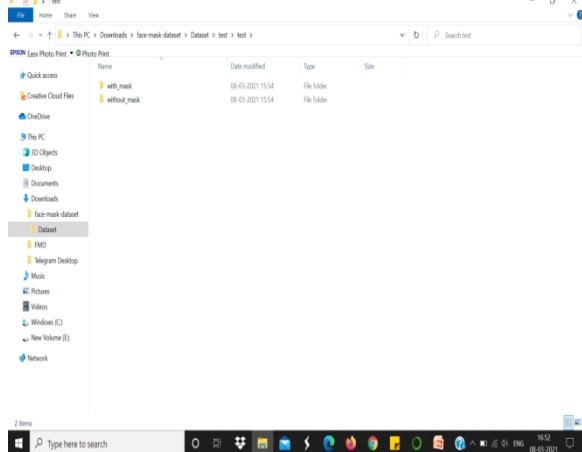 test
File Home Share View
This PC > Downloads > face-mask-dataset > Dataset > test > test >
Search test
EPSON Easy Photo Print Photo Print
Name Date modified Type Size
with_mask 08-03-2021 15:54 File folder
without_mask 08-03-2021 15:54 File folder
Quick access
Creative Cloud Files
OneDrive
This PC
3D Objects
Desktop
Documents
Downloads
face-mask-dataset
Dataset
FMD
Telegram Desktop
Music
Pictures
Videos
Windows (C:)
New Volume (E:)
Network
2 items
Type here to search
ENG
16:52
08-03-2021